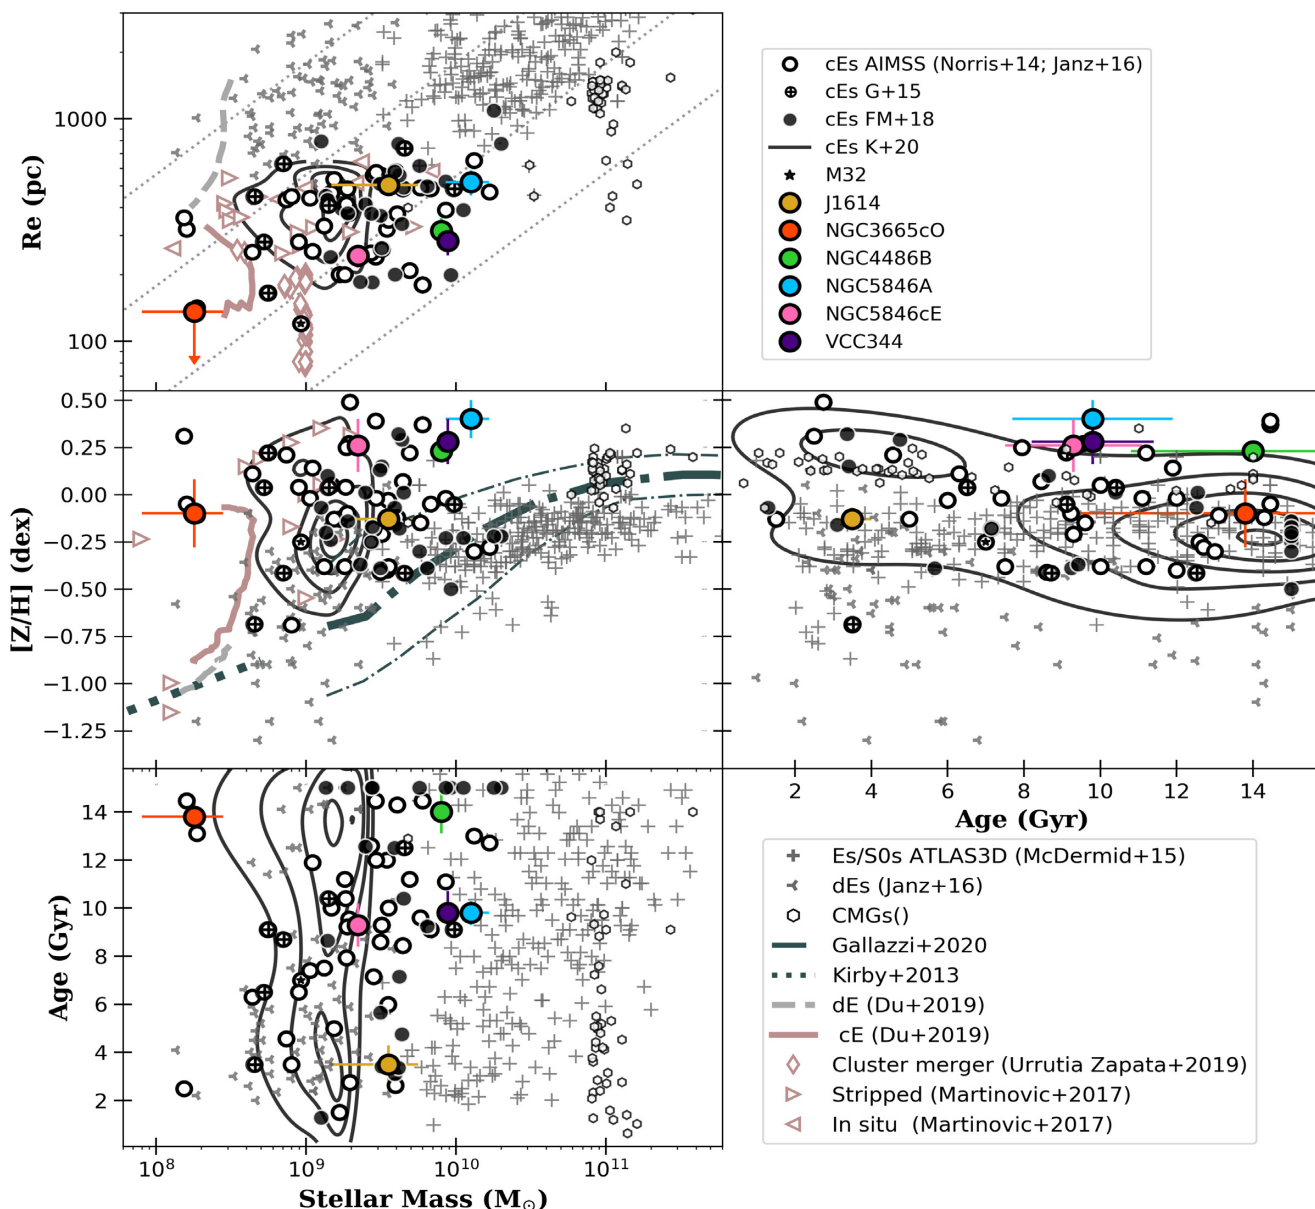 1000
100
Re (pc)
cEs AIMSS (Norris+14; Janz+16)
cEs G+15
cEs FM+18
cEs K+20
M32
J1614
NGC3665cO
NGC4486B
NGC5846A
NGC5846cE
VCC344
0.50
0.25
0.00
−0.25
−0.50
−0.75
−1.00
−1.25
[Z/H] (dex)
2 4 6 8 10 12 14
Age (Gyr)
14
12
10
8
6
4
2
Age (Gyr)
10⁸ 10⁹ 10¹⁰ 10¹¹
Stellar Mass (M☉)
Es/S0s ATLAS3D (McDermid+15)
dEs (Janz+16)
CMGs()
Gallazzi+2020
Kirby+2013
dE (Du+2019)
cE (Du+2019)
Cluster merger (Urrutia Zapata+2019)
Stripped (Martinovic+2017)
In situ (Martinovic+2017)